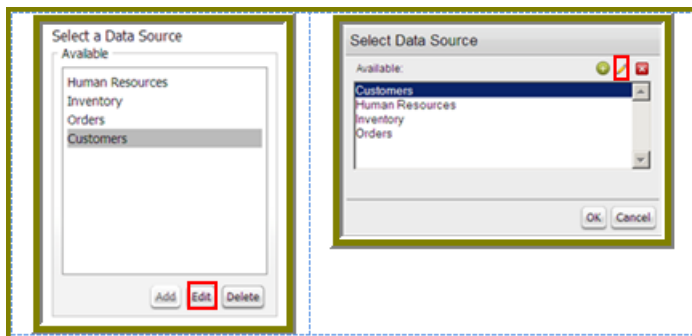 Select a Data Source
Available
Human Resources
Inventory
Orders
Customers
Add Edit Delete
Select Data Source
Available:
Customers
Human Resources
Inventory
Orders
OK Cancel